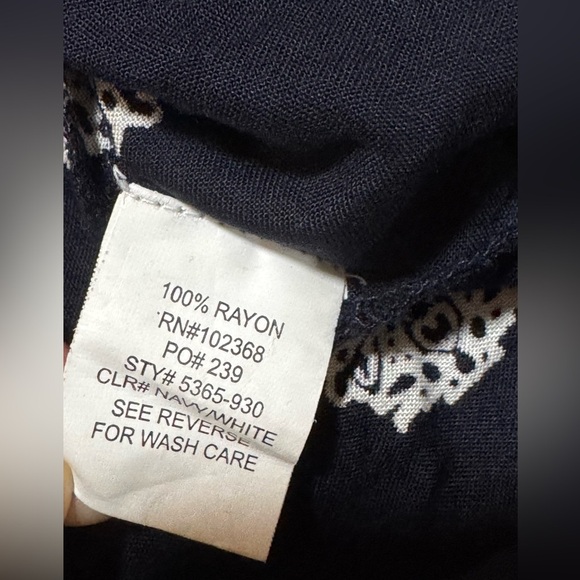 100% RAYON
RN#102368
PO# 239
STY# 5365-930
CLR# NAVY/WHITE
SEE REVERSE
FOR WASH CARE